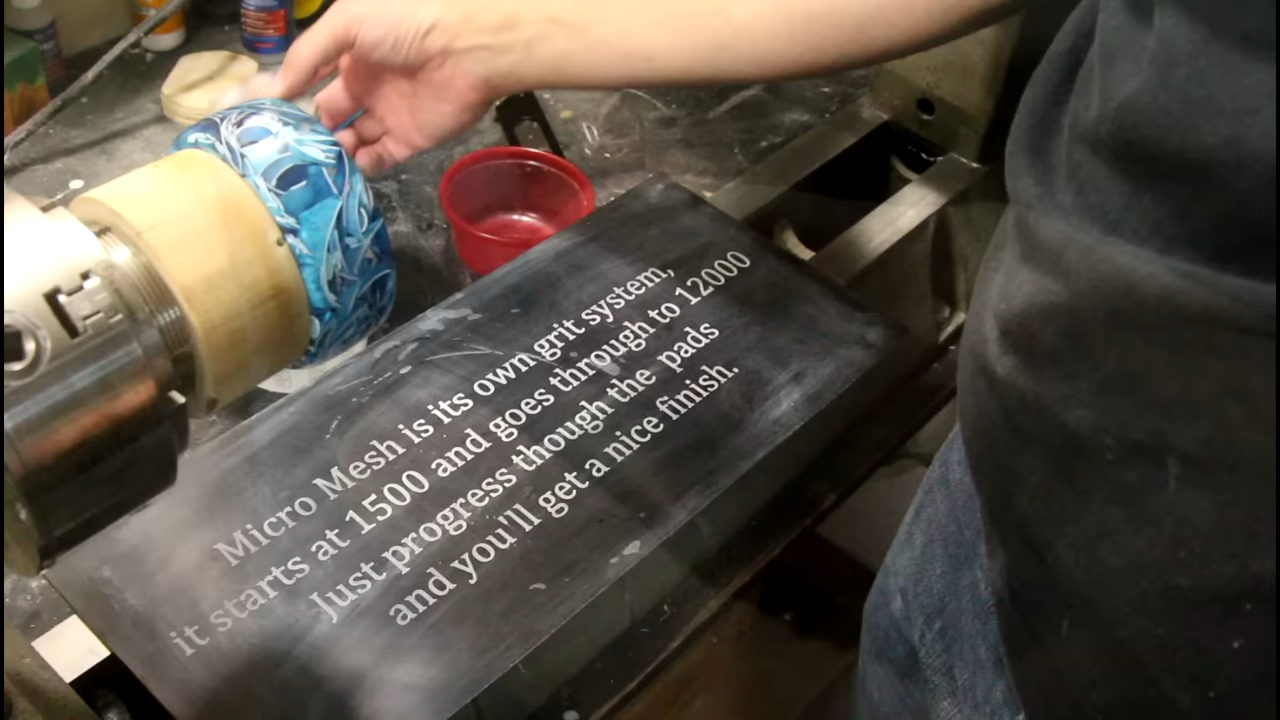 Micro Mesh is its own grit system,
it starts at 1500 and goes through to 12000
Just progress though the pads
and you'll get a nice finish.